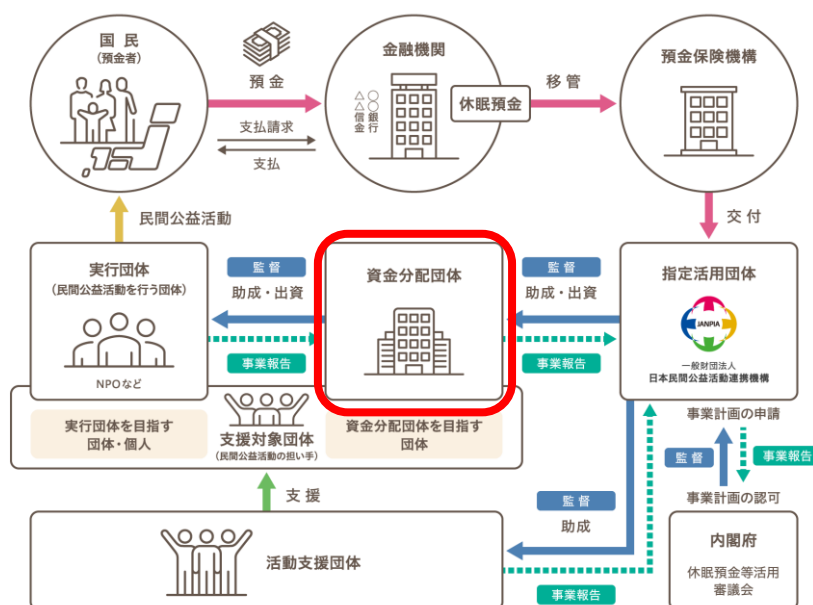 国民
(預金者)
預金
支払請求
支払
金融機関
△△信金
○○銀行
休眠預金
移管
預金保険機構
交付
民間公益活動
実行団体
(民間公益活動を行う団体)
NPOなど
監督
助成・出資
事業報告
資金分配団体
監督
助成・出資
事業報告
指定活用団体
JANPIA
一般財団法人
日本民間公益活動連携機構
実行団体を目指す
団体・個人
支援対象団体
(民間公益活動の担い手)
資金分配団体を目指す
団体
事業計画の申請
監督
事業報告
事業計画の認可
支援
監督
助成
活動支援団体
事業報告
内閣府
休眠預金等活用
審議会